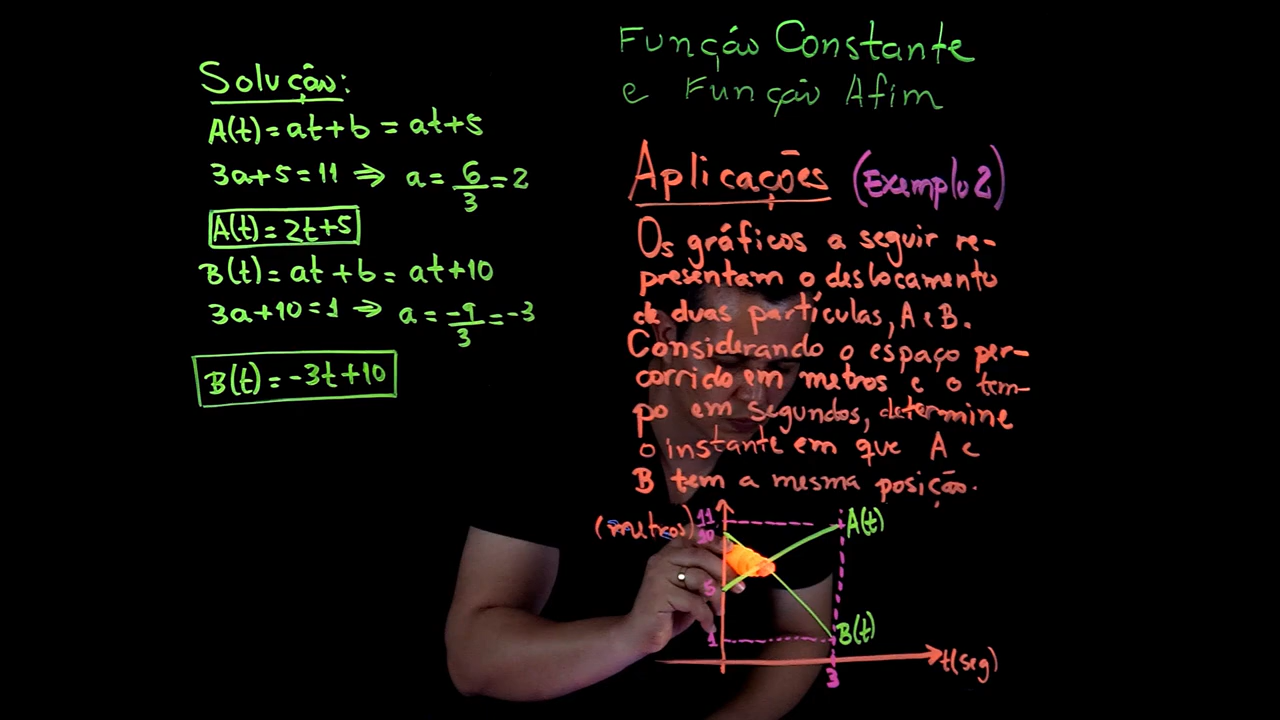 Função Constante
e Função Afim
Solução:
A(t) = at + b = at + 5
3a + 5 = 11 ⇒ a = 6/3 = 2
A(t) = 2t + 5
B(t) = at + b = at + 10
3a + 10 = 1 ⇒ a = -9/3 = -3
B(t) = -3t + 10
Aplicações (Exemplo 2)
Os gráficos a seguir re-
presentam o deslocamento
de duas partículas, A e B.
Considerando o espaço per-
corrido em metros e o tem-
po em segundos, determine
o instante em que A e
B tem a mesma posição.
(metros)
11
10
5
1
A(t)
B(t)
3
t(seg)